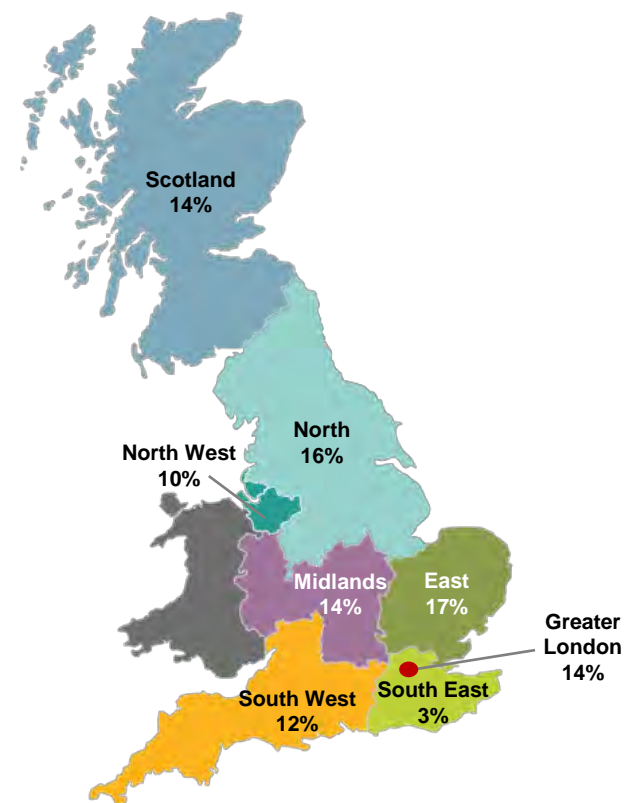 Scotland
14%
North
16%
North West
10%
Midlands
14%
East
17%
Greater
London
14%
South East
3%
South West
12%